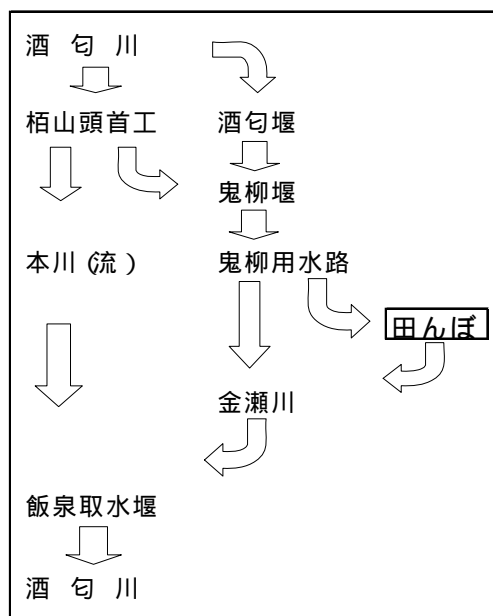 酒 匂 川
栢山頭首工 酒匂堰
鬼柳堰
本川(流) 鬼柳用水路
田んぼ
金瀬川
飯泉取水堰
酒 匂 川